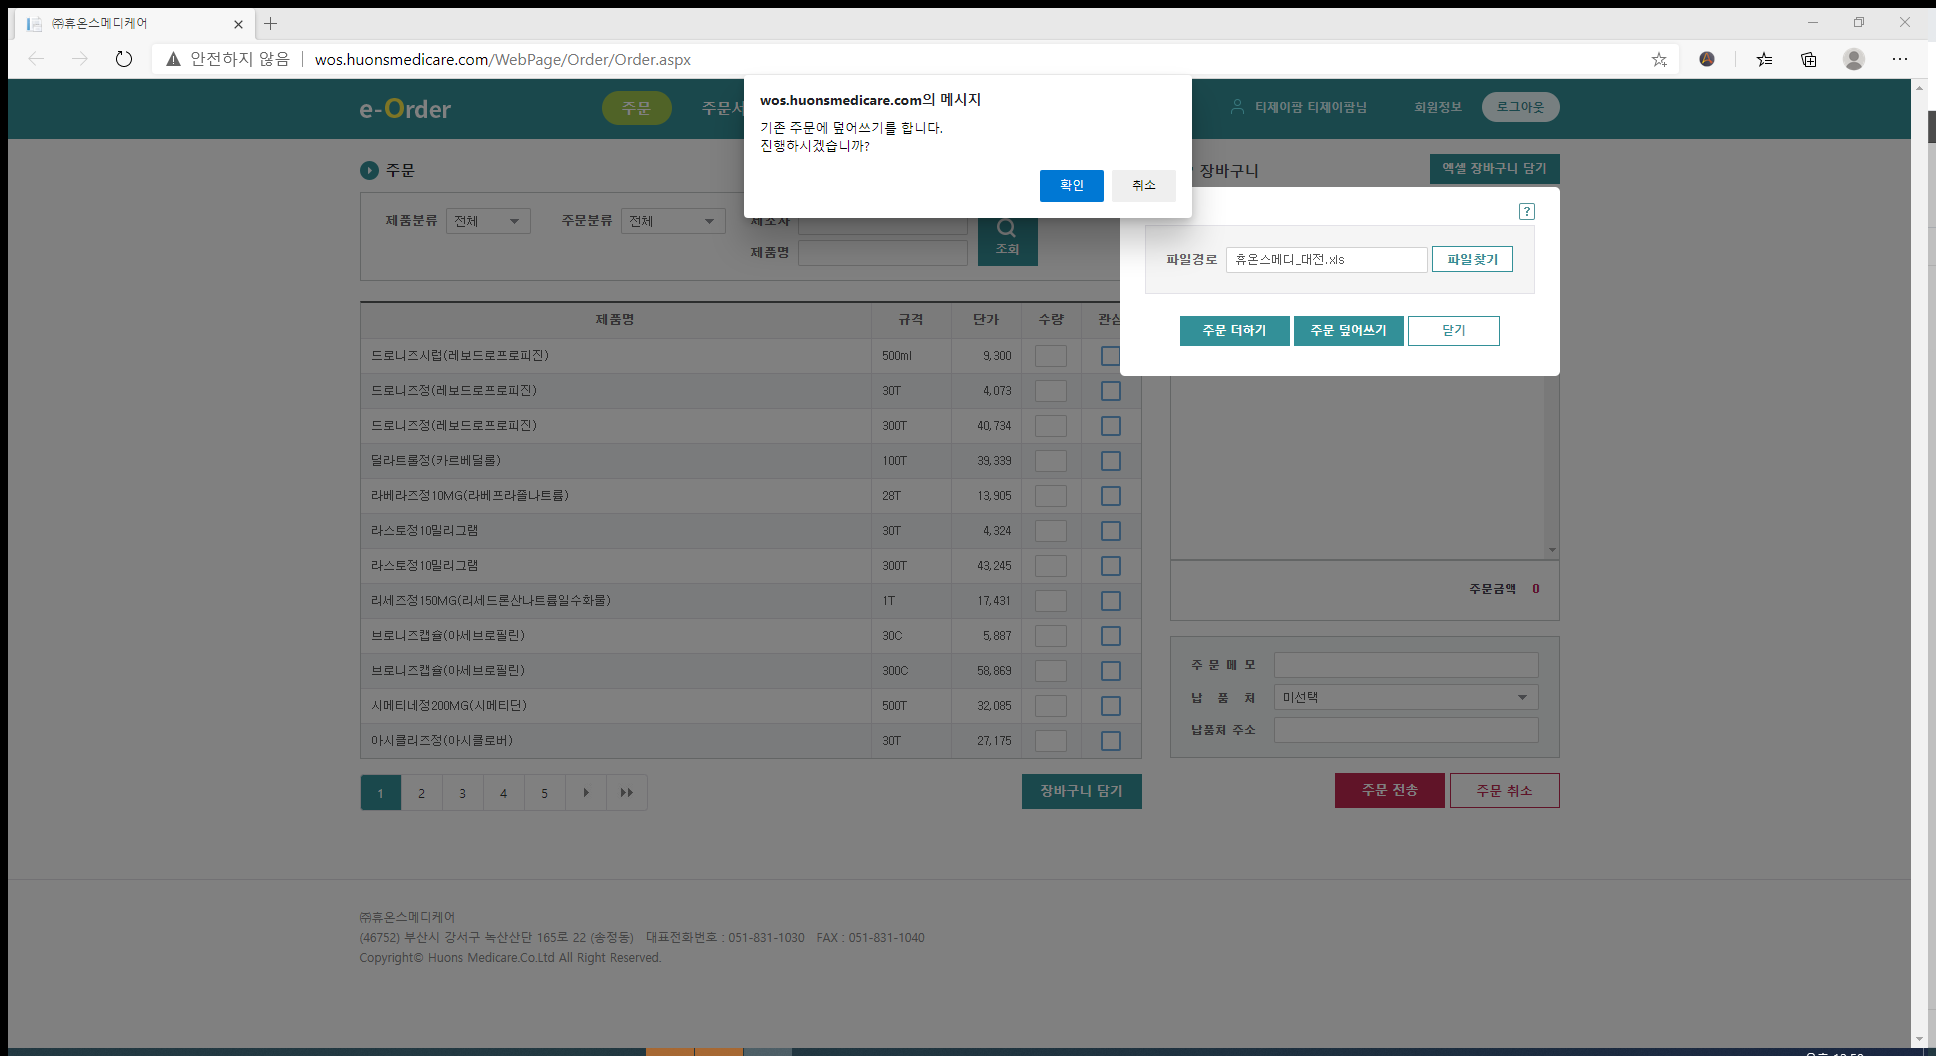 ㈜휴온스메디케어
안전하지 않음
wos.huonsmedicare.com/WebPage/Order/Order.aspx
e-Order
주문
주문서
티제이팜 티제이팜님
회원정보
로그아웃
wos.huonsmedicare.com의 메시지
기존 주문에 덮어쓰기를 합니다.
진행하시겠습니까?
확인
취소
주문
장바구니
엑셀 장바구니 담기
제품분류
전체
주문분류
전체
제조사
제품명
조회
?
파일경로
휴온스메디_대전.xls
파일찾기
주문 더하기
주문 덮어쓰기
닫기
제품명 규격 단가 수량 관심
드로니즈시럽(레보드로프로피진) 500ml 9,300
드로니즈정(레보드로프로피진) 30T 4,073
드로니즈정(레보드로프로피진) 300T 40,734
딜라트롤정(카르베딜롤) 100T 39,339
라베라즈정10MG(라베프라졸나트륨) 28T 13,905
라스토정10밀리그램 30T 4,324
라스토정10밀리그램 300T 43,245
리세즈정150MG(리세드론산나트륨일수화물) 1T 17,431
브로니즈캡슐(아세브로필린) 30C 5,887
브로니즈캡슐(아세브로필린) 300C 58,869
시메티네정200MG(시메티딘) 500T 32,085
아시클리즈정(아시클로버) 30T 27,175
1 2 3 4 5
장바구니 담기
주문금액 0
주 문 메 모
납 품 처
미선택
납품처 주소
주문 전송
주문 취소
㈜휴온스메디케어
(46752) 부산시 강서구 녹산산단 165로 22 (송정동) 대표전화번호 : 051-831-1030 FAX : 051-831-1040
Copyright© Huons Medicare.Co.Ltd All Right Reserved.